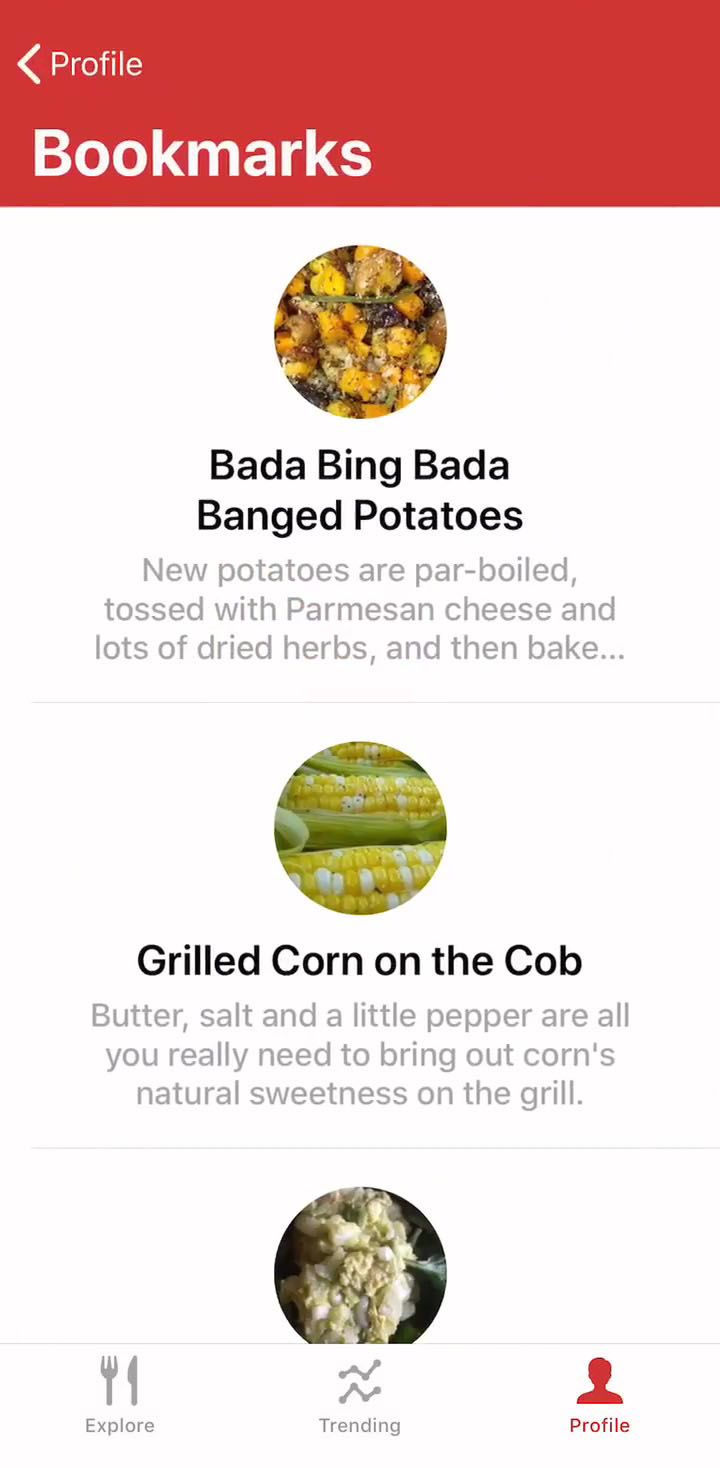 Profile
Bookmarks
Bada Bing Bada
Banged Potatoes
New potatoes are par-boiled,
tossed with Parmesan cheese and
lots of dried herbs, and then bake...
Grilled Corn on the Cob
Butter, salt and a little pepper are all
you really need to bring out corn's
natural sweetness on the grill.
Explore
Trending
Profile